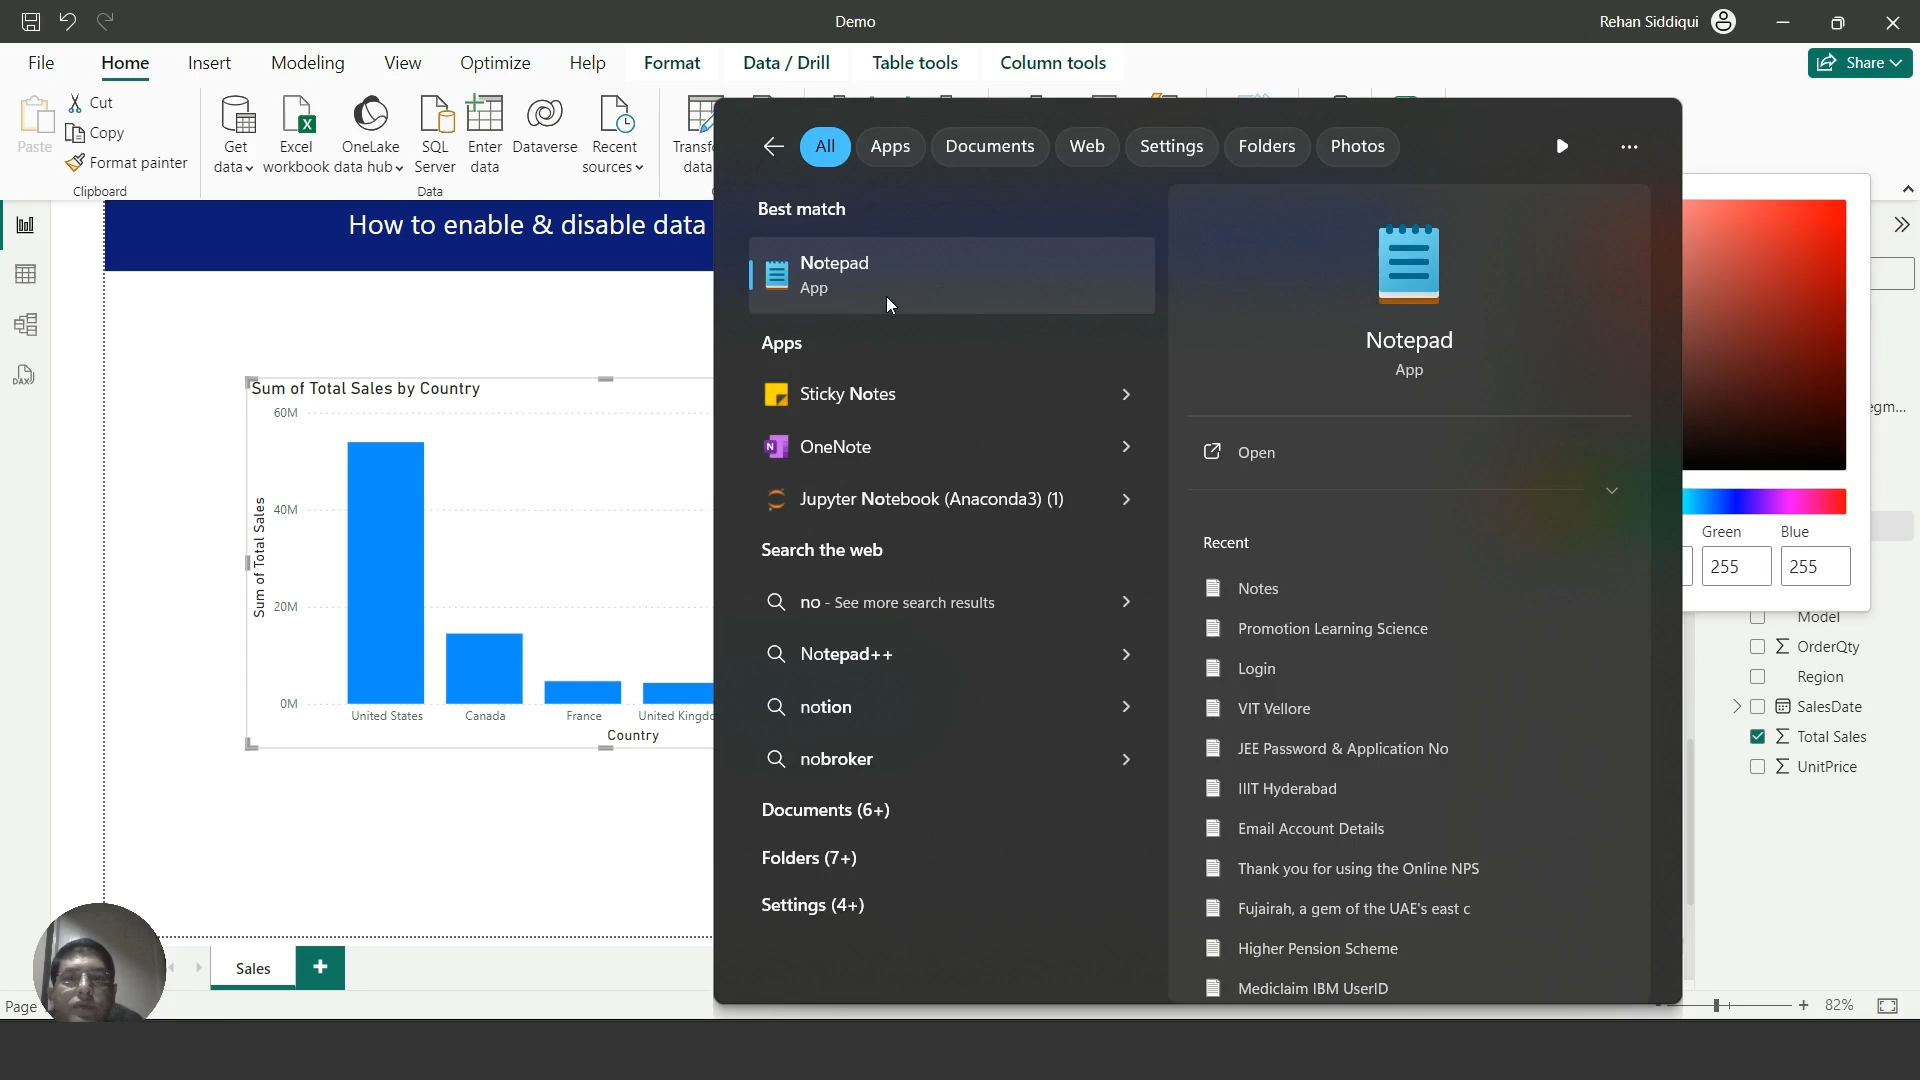 Demo
Rehan Siddiqui
File
Home
Insert
Modeling
View
Optimize
Help
Format
Data / Drill
Table tools
Column tools
Share
Paste
Cut
Copy
Format painter
Clipboard
Get data
Excel workbook
OneLake data hub
SQL Server
Enter data
Dataverse
Recent sources
Data
data
How to enable & disable data
Sum of Total Sales by Country
60M
40M
20M
0M
Sum of Total Sales
United States
Canada
France
Country
All
Apps
Documents
Web
Settings
Folders
Photos
Best match
Notepad
App
Apps
Sticky Notes
OneNote
Jupyter Notebook (Anaconda3) (1)
Search the web
no - See more search results
Notepad++
notion
nobroker
Documents (6+)
Folders (7+)
Settings (4+)
Notepad
App
Open
Recent
Notes
Promotion Learning Science
Login
VIT Vellore
JEE Password & Application No
IIIT Hyderabad
Email Account Details
Thank you for using the Online NPS
Fujairah, a gem of the UAE's east c
Higher Pension Scheme
Mediclaim IBM UserID
Green
Blue
255
255
Model
OrderQty
Region
SalesDate
Total Sales
UnitPrice
DAX
Sales
Page
82%